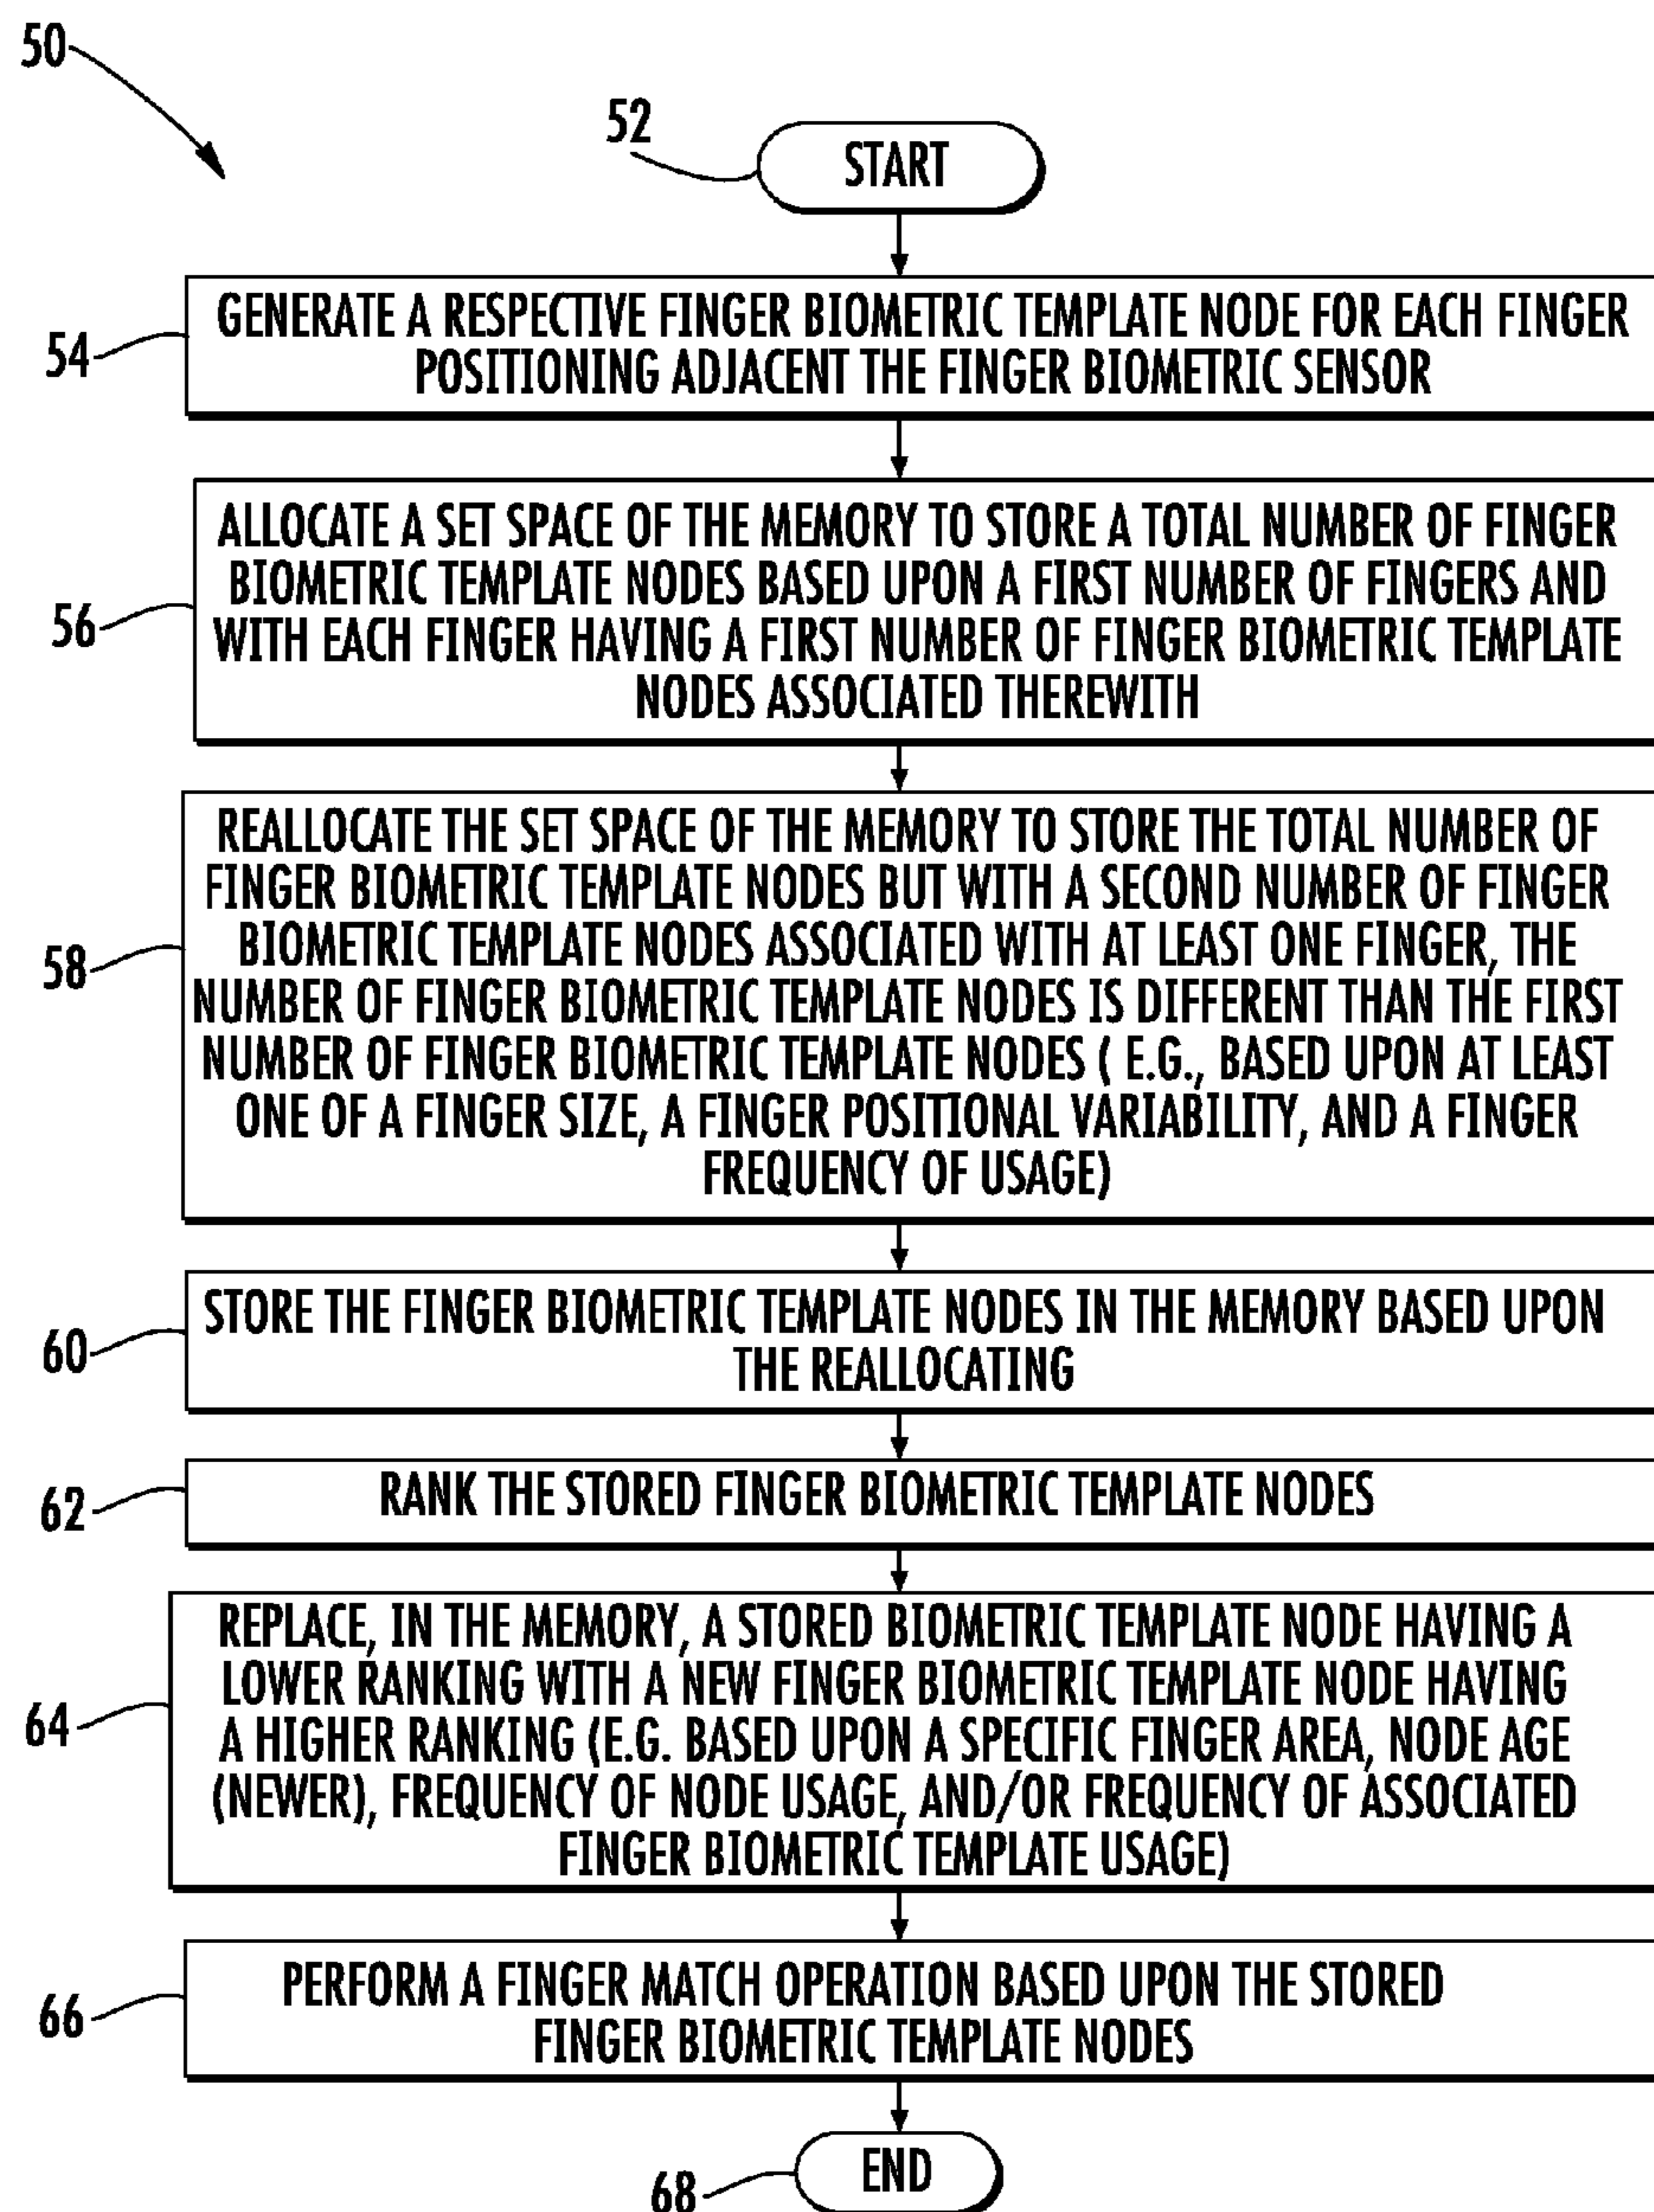 50
52
START
54
GENERATE A RESPECTIVE FINGER BIOMETRIC TEMPLATE NODE FOR EACH FINGER
POSITIONING ADJACENT THE FINGER BIOMETRIC SENSOR
56
ALLOCATE A SET SPACE OF THE MEMORY TO STORE A TOTAL NUMBER OF FINGER
BIOMETRIC TEMPLATE NODES BASED UPON A FIRST NUMBER OF FINGERS AND
WITH EACH FINGER HAVING A FIRST NUMBER OF FINGER BIOMETRIC TEMPLATE
NODES ASSOCIATED THEREWITH
58
REALLOCATE THE SET SPACE OF THE MEMORY TO STORE THE TOTAL NUMBER OF
FINGER BIOMETRIC TEMPLATE NODES BUT WITH A SECOND NUMBER OF FINGER
BIOMETRIC TEMPLATE NODES ASSOCIATED WITH AT LEAST ONE FINGER, THE
NUMBER OF FINGER BIOMETRIC TEMPLATE NODES IS DIFFERENT THAN THE FIRST
NUMBER OF FINGER BIOMETRIC TEMPLATE NODES ( E.G., BASED UPON AT LEAST
ONE OF A FINGER SIZE, A FINGER POSITIONAL VARIABILITY, AND A FINGER
FREQUENCY OF USAGE)
60
STORE THE FINGER BIOMETRIC TEMPLATE NODES IN THE MEMORY BASED UPON
THE REALLOCATING
62
RANK THE STORED FINGER BIOMETRIC TEMPLATE NODES
64
REPLACE, IN THE MEMORY, A STORED BIOMETRIC TEMPLATE NODE HAVING A
LOWER RANKING WITH A NEW FINGER BIOMETRIC TEMPLATE NODE HAVING
A HIGHER RANKING (E.G. BASED UPON A SPECIFIC FINGER AREA, NODE AGE
(NEWER), FREQUENCY OF NODE USAGE, AND/OR FREQUENCY OF ASSOCIATED
FINGER BIOMETRIC TEMPLATE USAGE)
66
PERFORM A FINGER MATCH OPERATION BASED UPON THE STORED
FINGER BIOMETRIC TEMPLATE NODES
68
END